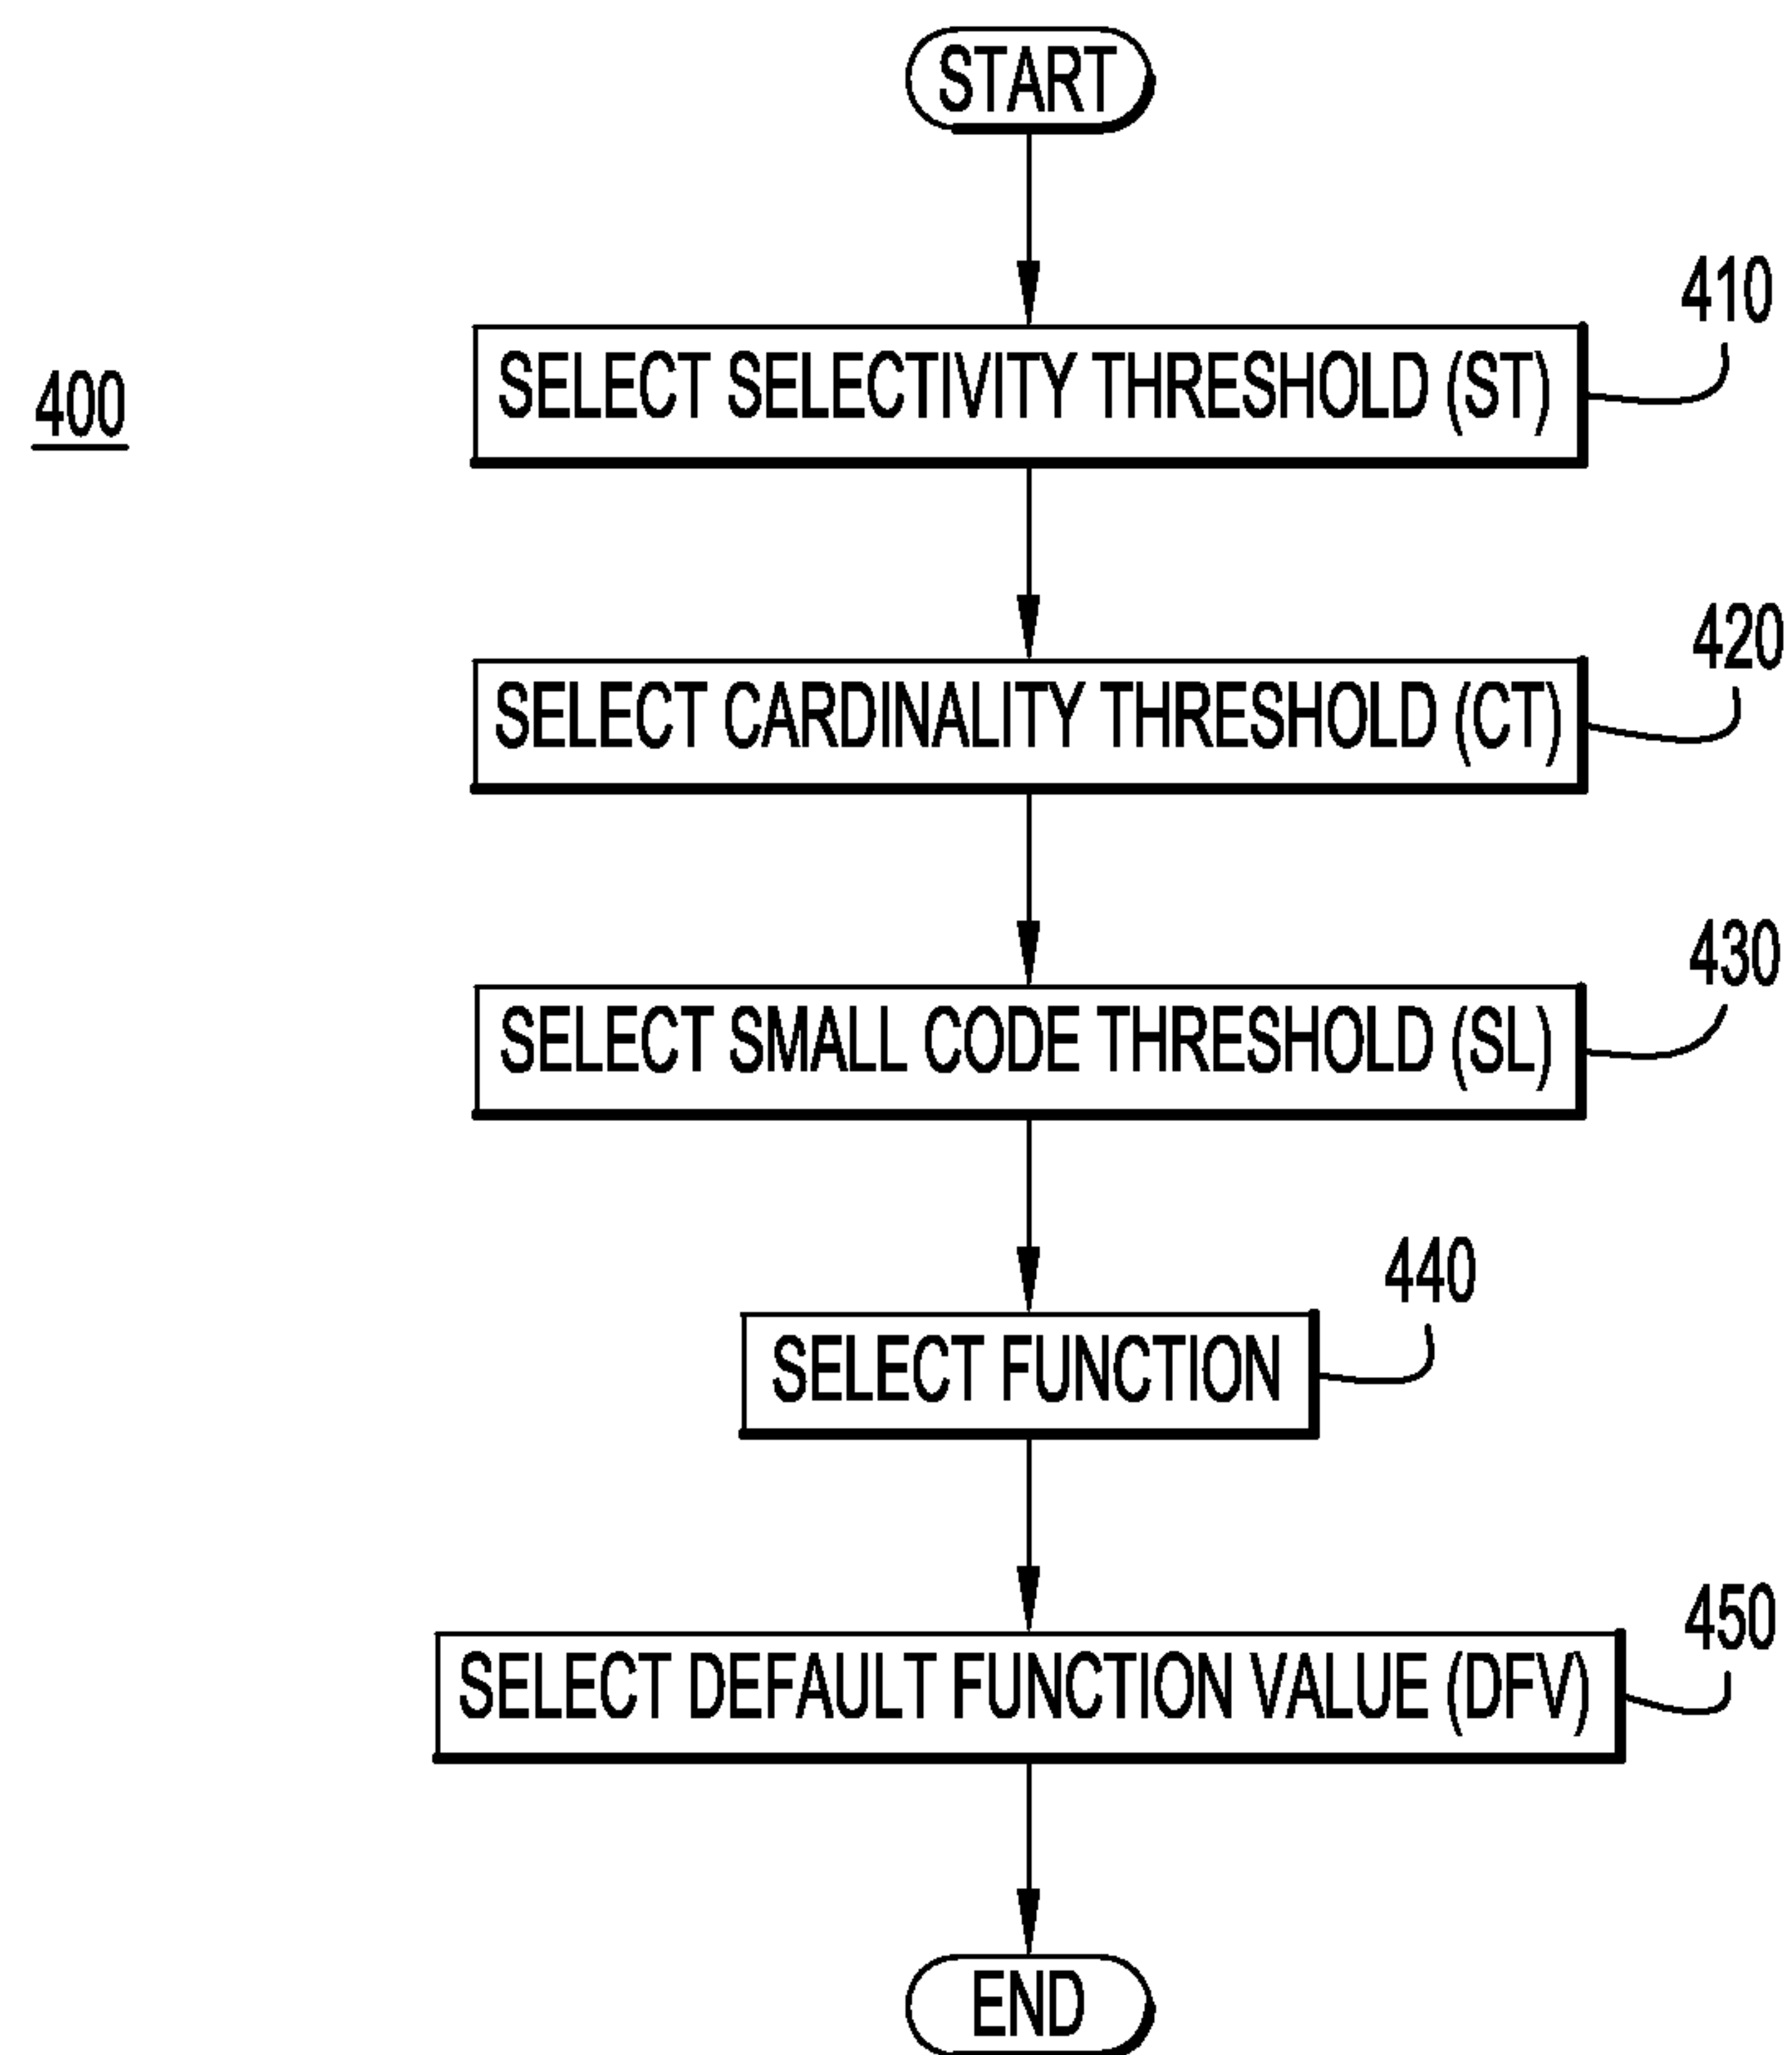 START
410
400
SELECT SELECTIVITY THRESHOLD (ST)
420
SELECT CARDINALITY THRESHOLD (CT)
430
SELECT SMALL CODE THRESHOLD (SL)
440
SELECT FUNCTION
450
SELECT DEFAULT FUNCTION VALUE (DFV)
END